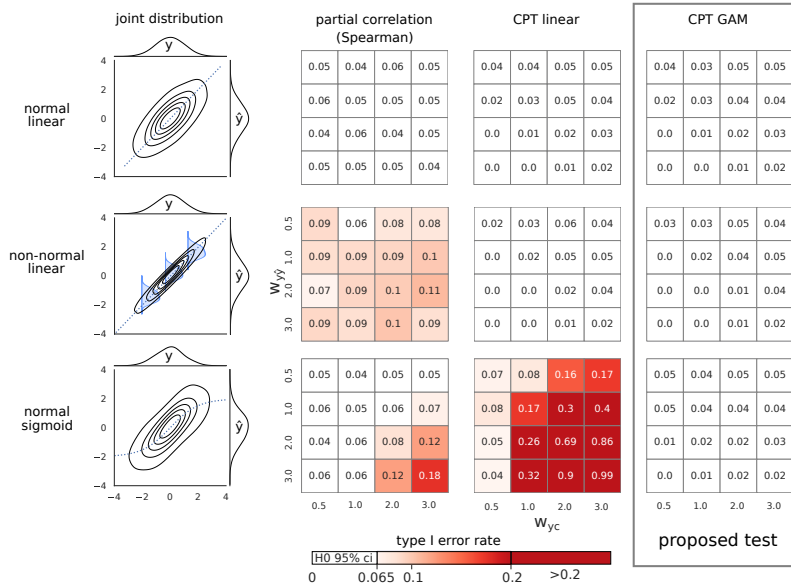 joint distribution
partial correlation
(Spearman)
CPT linear
CPT GAM
y
4
2
0
−2
−4
ŷ
normal
linear
0.05 0.04 0.06 0.05
0.06 0.05 0.05 0.05
0.04 0.06 0.04 0.05
0.05 0.05 0.05 0.04
0.04 0.04 0.05 0.05
0.02 0.03 0.05 0.04
0.0 0.01 0.02 0.03
0.0 0.0 0.01 0.02
0.04 0.03 0.05 0.05
0.02 0.03 0.04 0.04
0.0 0.01 0.02 0.03
0.0 0.0 0.01 0.02
y
4
2
0
−2
−4
ŷ
non-normal
linear
w_yŷ
0.5
1.0
2.0
3.0
0.09 0.06 0.08 0.08
0.09 0.09 0.09 0.1
0.07 0.09 0.1 0.11
0.09 0.09 0.1 0.09
0.02 0.03 0.06 0.04
0.0 0.02 0.05 0.05
0.0 0.0 0.02 0.04
0.0 0.0 0.01 0.02
0.03 0.03 0.05 0.04
0.0 0.02 0.04 0.05
0.0 0.0 0.01 0.04
0.0 0.0 0.01 0.02
y
4
2
0
−2
−4
ŷ
normal
sigmoid
−4 −2 0 2 4
0.5
1.0
2.0
3.0
0.05 0.04 0.05 0.05
0.06 0.05 0.06 0.07
0.04 0.06 0.08 0.12
0.06 0.06 0.12 0.18
0.07 0.08 0.16 0.17
0.08 0.17 0.3 0.4
0.05 0.26 0.69 0.86
0.04 0.32 0.9 0.99
0.05 0.04 0.05 0.05
0.05 0.04 0.04 0.04
0.01 0.02 0.02 0.03
0.0 0.01 0.02 0.02
0.5 1.0 2.0 3.0
0.5 1.0 2.0 3.0
0.5 1.0 2.0 3.0
w_yc
proposed test
type I error rate
H0 95% ci
0 0.065 0.1 0.2 >0.2